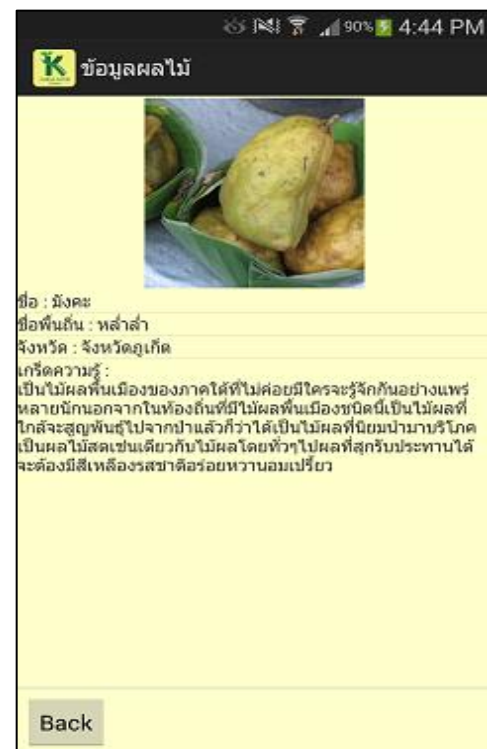 90% 4:44 PM
ข้อมูลผลไม้
ชื่อ : มังคะ
ชื่อพื้นถิ่น : หล่ำล่ำ
จังหวัด : จังหวัดภูเก็ต
เกร็ดความรู้ :
เป็นไม้ผลพื้นเมืองของภาคใต้ที่ไม่ค่อยมีใครจะรู้จักกันอย่างแพร่
หลายนักนอกจากในท้องถิ่นที่มีไม้ผลพื้นเมืองชนิดนี้เป็นไม้ผลที่
ใกล้จะสูญพันธุ์ไปจากป่าแล้วก็ว่าได้เป็นไม้ผลที่นิยมนำมาบริโภค
เป็นผลไม้สดเช่นเดียวกับไม้ผลโดยทั่วๆไปผลที่สุกรับประทานได้
จะต้องมีสีเหลืองรสชาติอร่อยหวานอมเปรี้ยว
Back